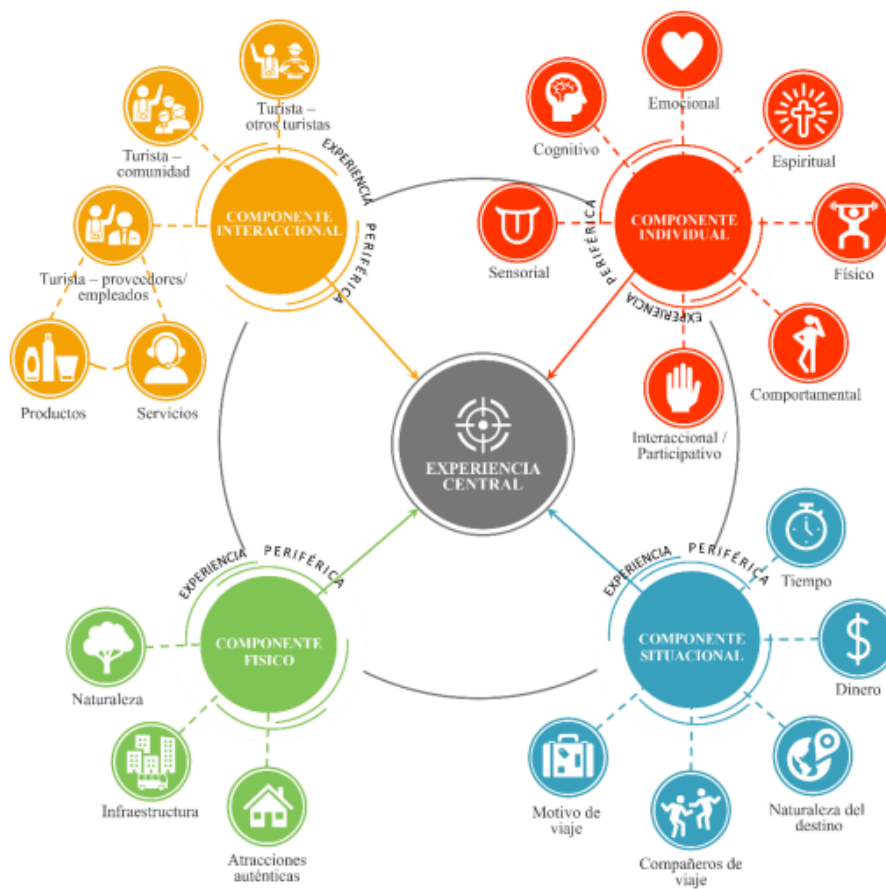 Turista –
otros turistas
Turista –
comunidad
Turista – proveedores/
empleados
Productos
Servicios
COMPONENTE
INTERACCIONAL
EXPERIENCIA PERIFÉRICA
Emocional
Cognitivo
Espiritual
Sensorial
Físico
Comportamental
Interaccional /
Participativo
COMPONENTE
INDIVIDUAL
EXPERIENCIA PERIFÉRICA
EXPERIENCIA
CENTRAL
EXPERIENCIA PERIFÉRICA
COMPONENTE
FISICO
Naturaleza
Infraestructura
Atracciones
auténticas
EXPERIENCIA PERIFÉRICA
COMPONENTE
SITUACIONAL
Tiempo
Dinero
Naturaleza del
destino
Compañeros de
viaje
Motivo de
viaje